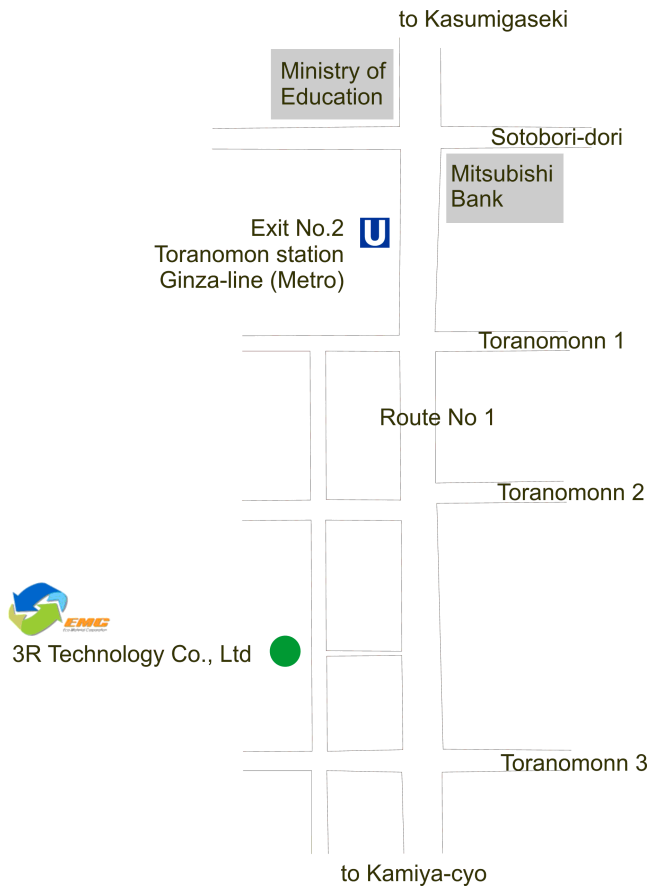 to Kasumigaseki
Ministry of
Education
Sotobori-dori
Mitsubishi
Bank
U
Exit No.2
Toranomon station
Ginza-line (Metro)
Toranomonn 1
Route No 1
Toranomonn 2
EMC
3R Technology Co., Ltd
Toranomonn 3
to Kamiya-cyo